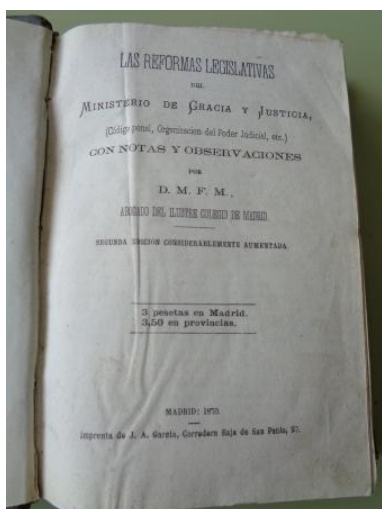 LAS REFORMAS LEGISLATIVAS
DEL
MINISTERIO DE GRACIA Y JUSTICIA,
(Código penal, Organizacion del Poder Judicial, etc.)
CON NOTAS Y OBSERVACIONES
POR
D. M. F. M.,
ABOGADO DEL ILUSTRE COLEGIO DE MADRID.
SEGUNDA EDICION CONSIDERABLEMENTE AUMENTADA
3 pesetas en Madrid.
3,50 en provincias.
MADRID: 1870.
Imprenta de J. A. García, Corredera Baja de San Pablo, 27.